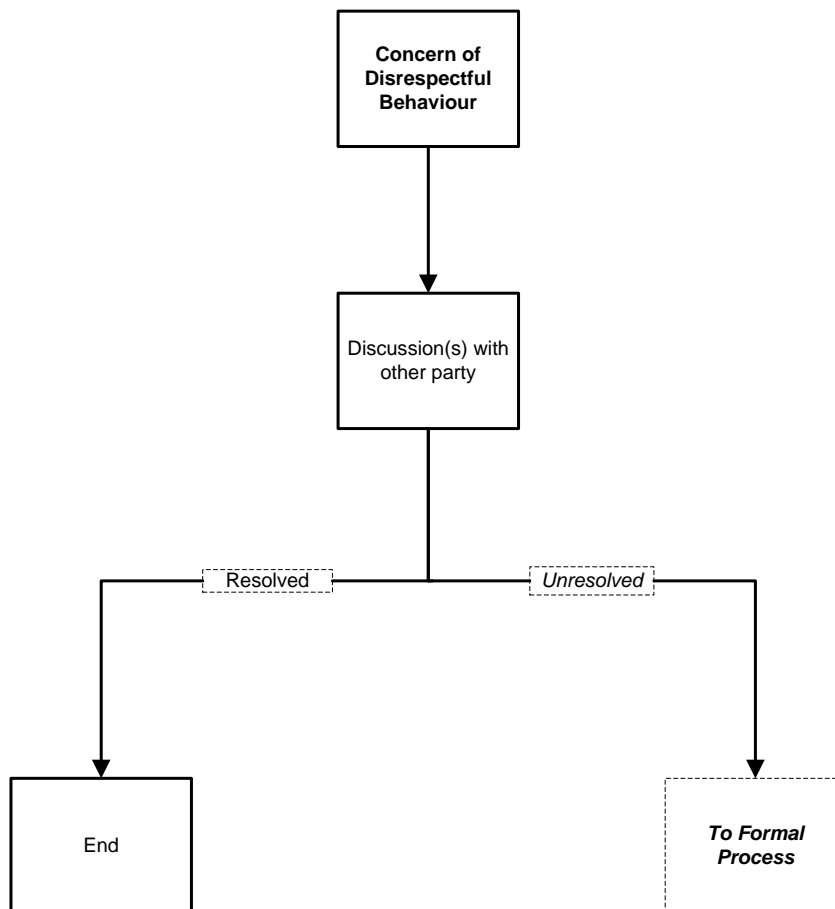 Concern of
Disrespectful
Behaviour
Discussion(s) with
other party
Resolved
Unresolved
End
To Formal
Process